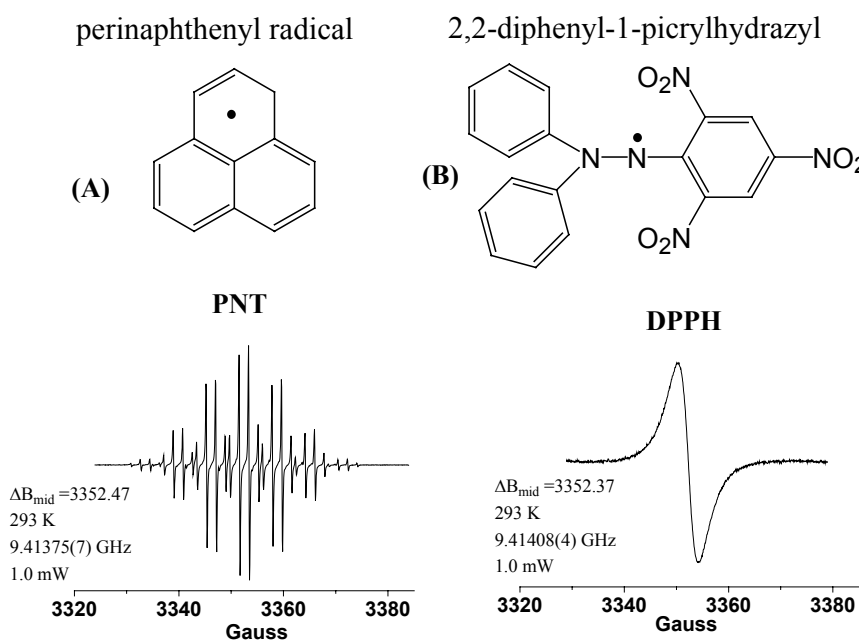 perinaphthenyl radical
2,2-diphenyl-1-picrylhydrazyl
(A)
(B)
O₂N
N
N
NO₂
O₂N
PNT
ΔB_mid =3352.47
293 K
9.41375(7) GHz
1.0 mW
3320 3340 3360 3380
Gauss
DPPH
ΔB_mid =3352.37
293 K
9.41408(4) GHz
1.0 mW
3320 3340 3360 3380
Gauss